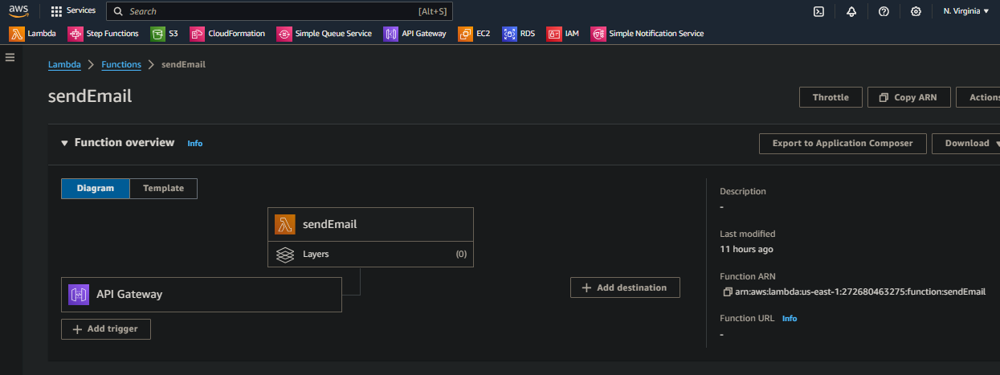 aws Services Search [Alt+S] N. Virginia
Lambda Step Functions S3 CloudFormation Simple Queue Service API Gateway EC2 RDS IAM Simple Notification Service
Lambda Functions sendEmail
sendEmail
Throttle Copy ARN Actions
Function overview Info
Export to Application Composer Download
Diagram Template
sendEmail
Layers (0)
API Gateway
Add trigger
Add destination
Description
-
Last modified
11 hours ago
Function ARN
arn:aws:lambda:us-east-1:272680463275:function:sendEmail
Function URL Info
-